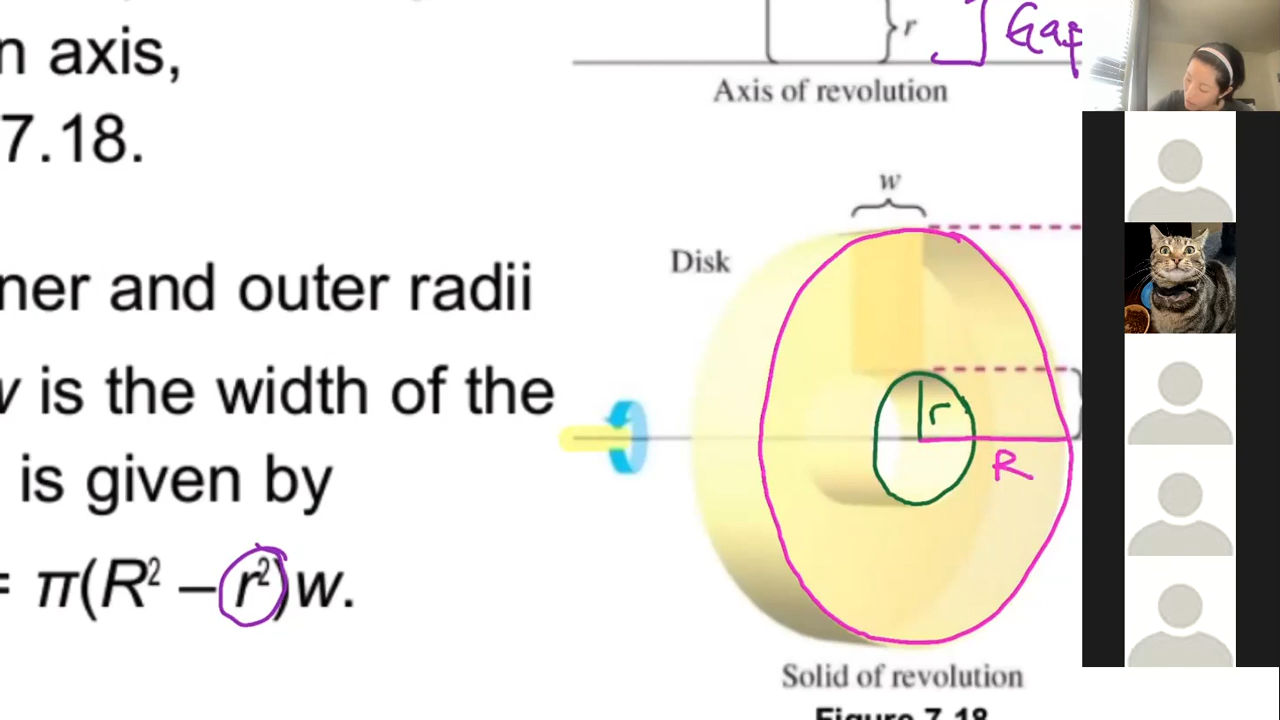 n axis,
7.18.
ner and outer radii
v is the width of the
is given by
= π(R² – r²)w.
r
Gap
Axis of revolution
w
Disk
r
R
Solid of revolution
Figure 7.18